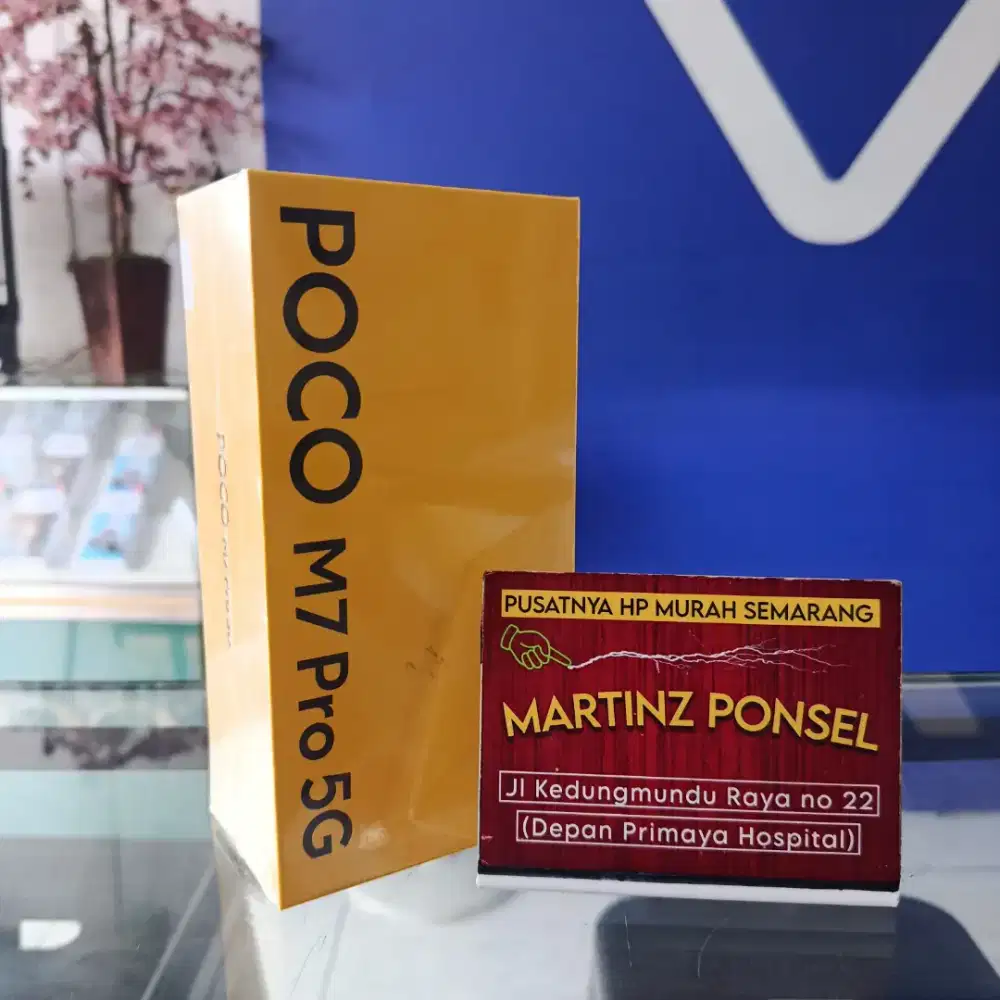 POCO M7 Pro 5G
PUSATNYA HP MURAH SEMARANG
MARTINZ PONSEL
Jl Kedungmundu Raya no 22
(Depan Primaya Hospital)